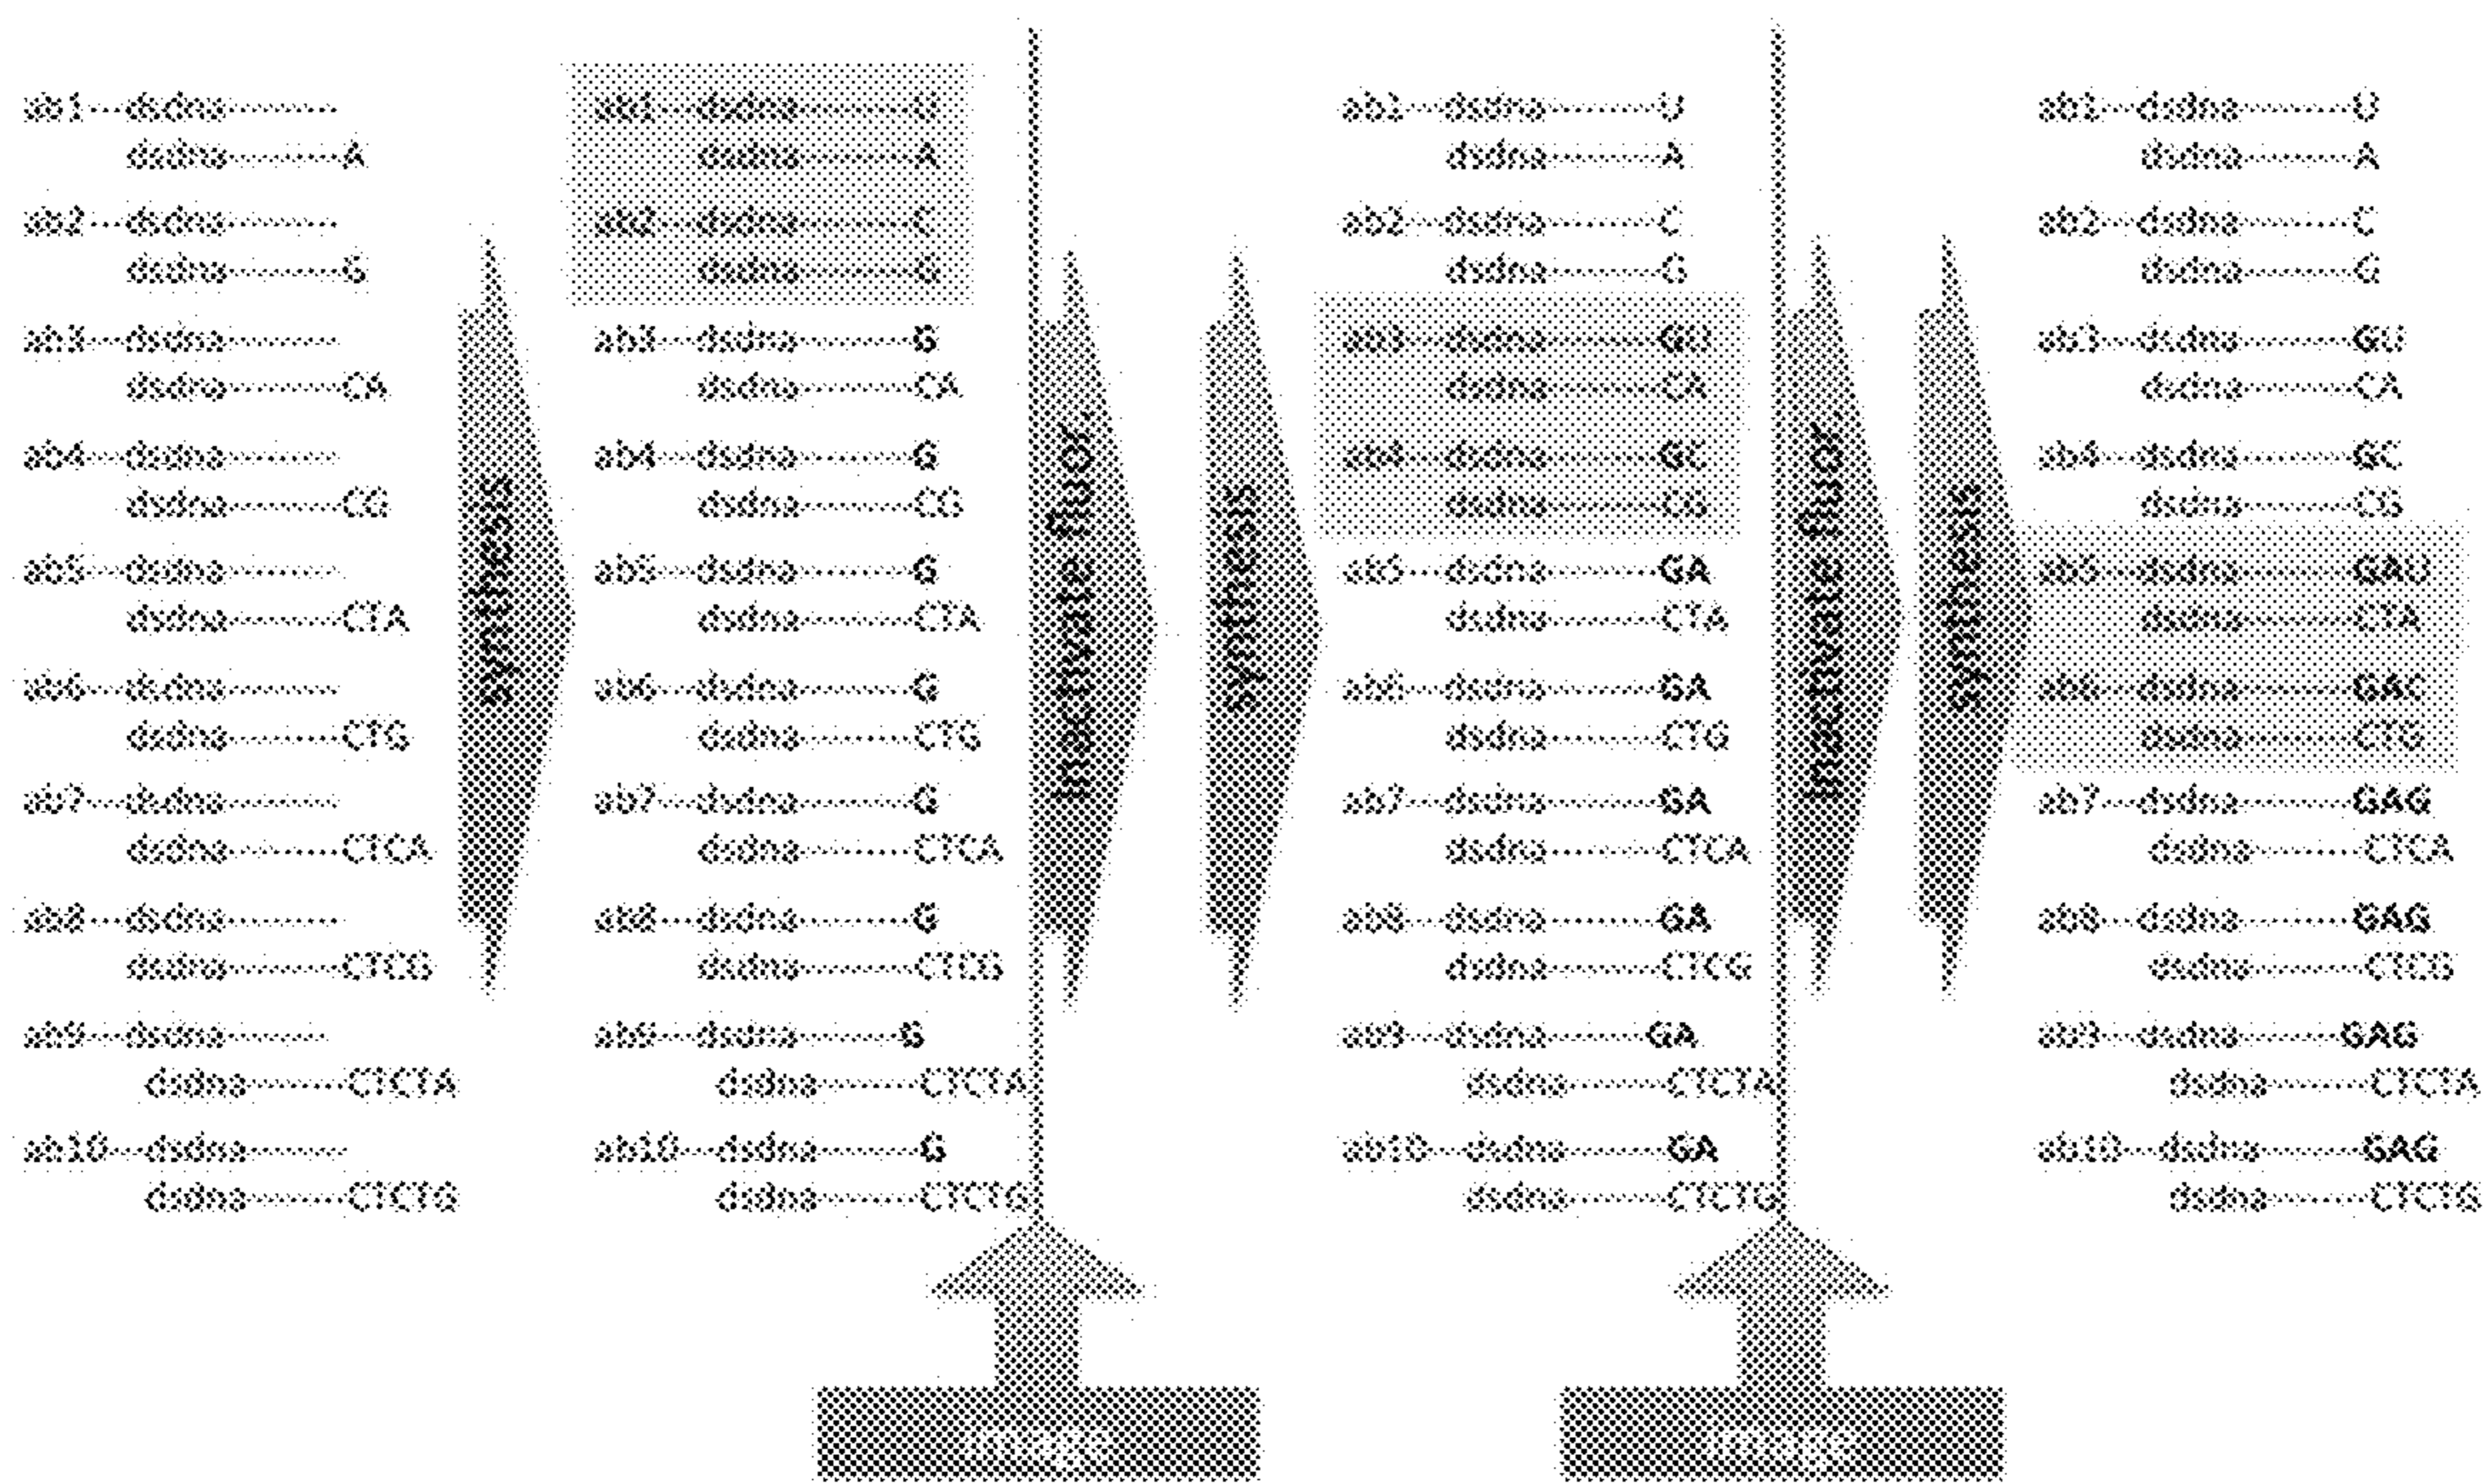 ab1---dsdna----------
dsdna----------A
ab2---dsdna----------
dsdna----------G
ab3---dsdna----------
dsdna----------CA
ab4---dsdna----------
dsdna----------CG
ab5---dsdna----------
dsdna----------CTA
ab6---dsdna----------
dsdna----------CTG
ab7---dsdna----------
dsdna----------CTCA
ab8---dsdna----------
dsdna----------CTCG
ab9---dsdna----------
dsdna----------CTCTA
ab10---dsdna----------
dsdna----------CTCTG
synthesis
ab1---dsdna----------U
dsdna----------A
ab2---dsdna----------C
dsdna----------G
ab3---dsdna----------G
dsdna----------CA
ab4---dsdna----------G
dsdna----------CG
ab5---dsdna----------G
dsdna----------CTA
ab6---dsdna----------G
dsdna----------CTG
ab7---dsdna----------G
dsdna----------CTCA
ab8---dsdna----------G
dsdna----------CTCG
ab9---dsdna----------G
dsdna----------CTCTA
ab10---dsdna----------G
dsdna----------CTCTG
Image
Inactivate fluor.
synthesis
ab1---dsdna----------U
dsdna----------A
ab2---dsdna----------C
dsdna----------G
ab3---dsdna----------GU
dsdna----------CA
ab4---dsdna----------GC
dsdna----------CG
ab5---dsdna----------GA
dsdna----------CTA
ab6---dsdna----------GA
dsdna----------CTG
ab7---dsdna----------GA
dsdna----------CTCA
ab8---dsdna----------GA
dsdna----------CTCG
ab9---dsdna----------GA
dsdna----------CTCTA
ab10---dsdna----------GA
dsdna----------CTCTG
Image
Inactivate fluor.
synthesis
ab1---dsdna----------U
dsdna----------A
ab2---dsdna----------C
dsdna----------G
ab3---dsdna----------GU
dsdna----------CA
ab4---dsdna----------GC
dsdna----------CG
ab5---dsdna----------GAU
dsdna----------CTA
ab6---dsdna----------GAC
dsdna----------CTG
ab7---dsdna----------GAG
dsdna----------CTCA
ab8---dsdna----------GAG
dsdna----------CTCG
ab9---dsdna----------GAG
dsdna----------CTCTA
ab10---dsdna----------GAG
dsdna----------CTCTG